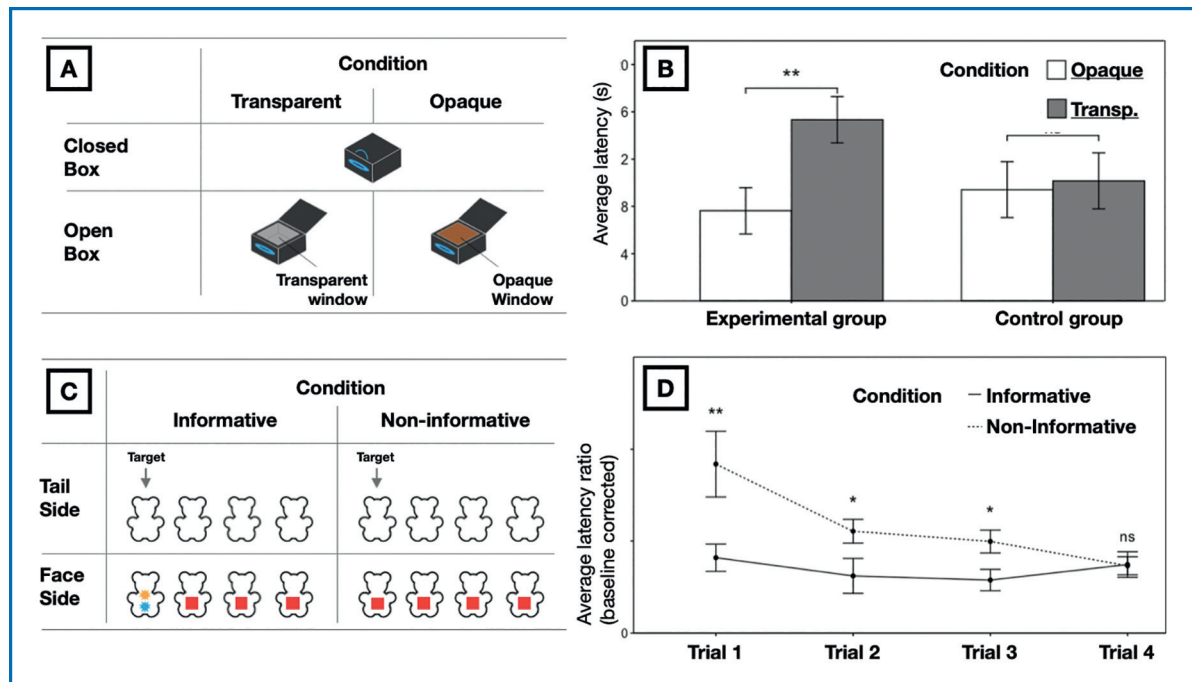 A
Condition
Transparent
Opaque
Closed
Box
Open
Box
Transparent
window
Opaque
Window
B
Condition
Opaque
Transp.
**
Average latency (s)
0
6
2
8
4
0
Experimental group
Control group
C
Condition
Informative
Non-informative
Target
Target
Tail
Side
Face
Side
D
Condition
Informative
Non-Informative
**
*
*
ns
Average latency ratio
(baseline corrected)
0
Trial 1
Trial 2
Trial 3
Trial 4